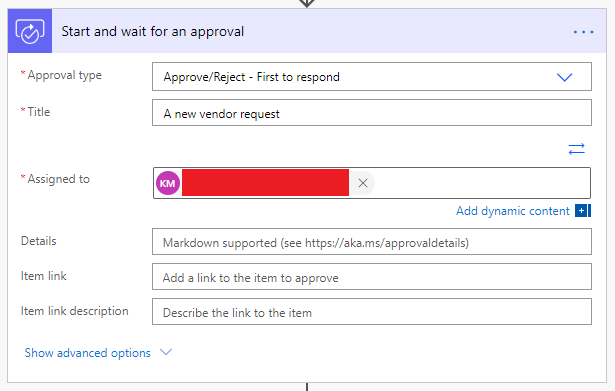 Start and wait for an approval
* Approval type
Approve/Reject - First to respond
* Title
A new vendor request
* Assigned to
KM
Add dynamic content
Details
Markdown supported (see https://aka.ms/approvaldetails)
Item link
Add a link to the item to approve
Item link description
Describe the link to the item
Show advanced options